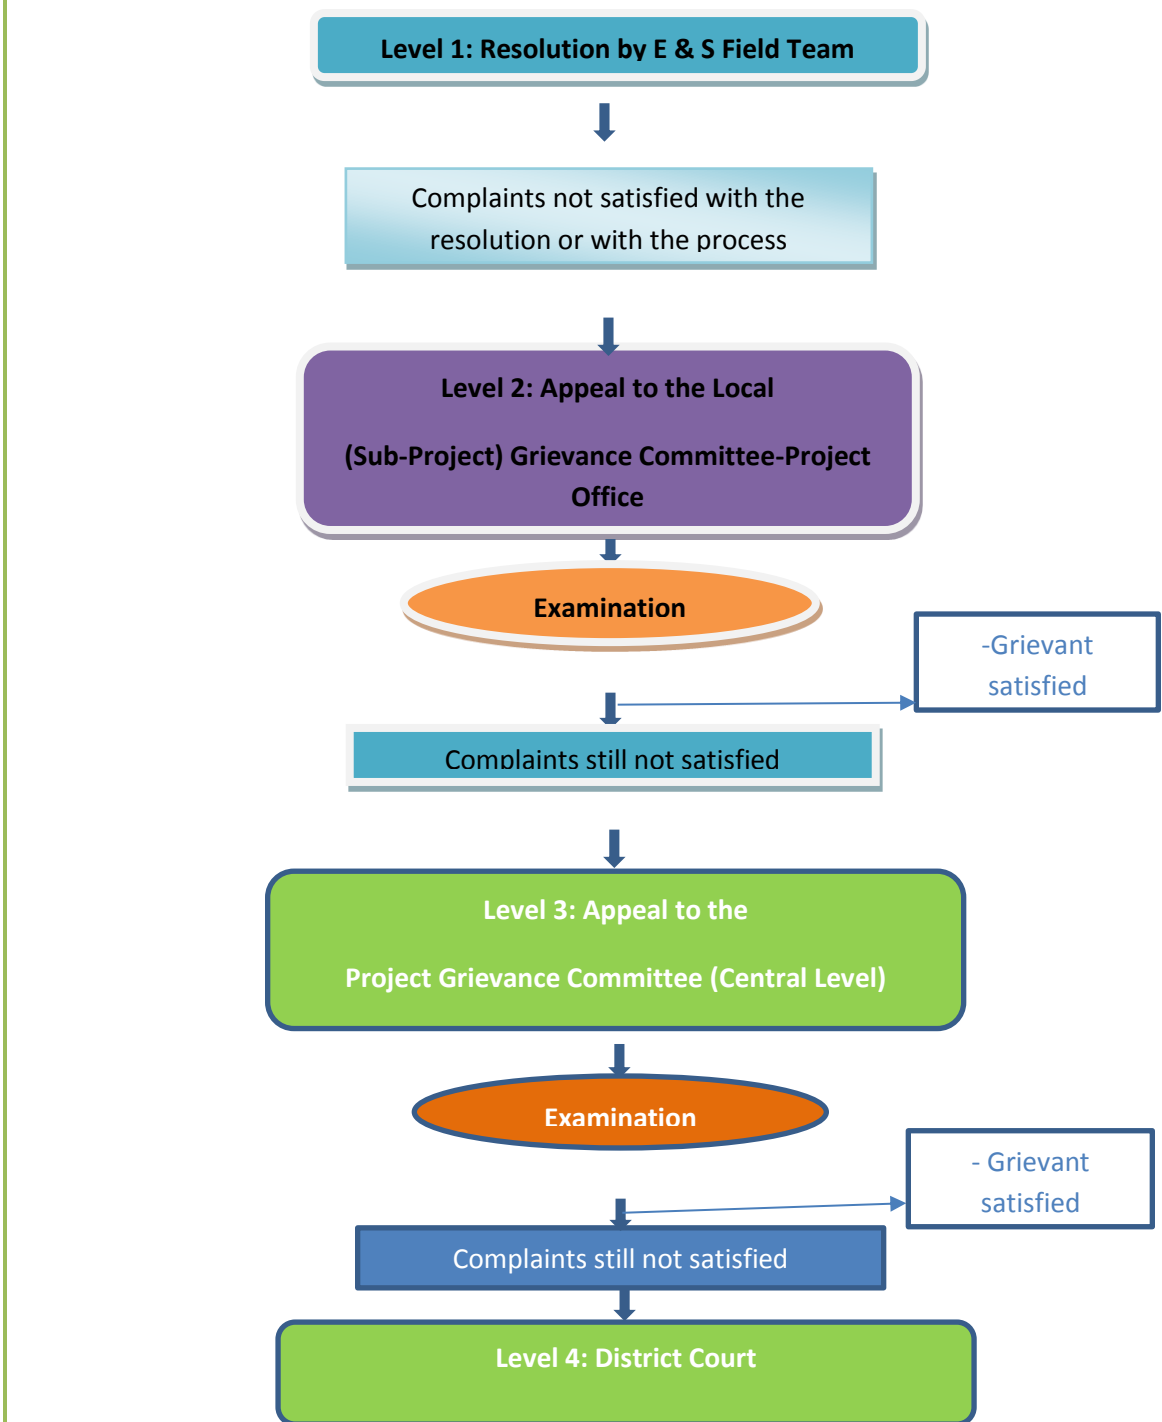 Level 1: Resolution by E & S Field Team
Complaints not satisfied with the
resolution or with the process
Level 2: Appeal to the Local
(Sub-Project) Grievance Committee-Project
Office
Examination
-Grievant
satisfied
Complaints still not satisfied
Level 3: Appeal to the
Project Grievance Committee (Central Level)
Examination
- Grievant
satisfied
Complaints still not satisfied
Level 4: District Court